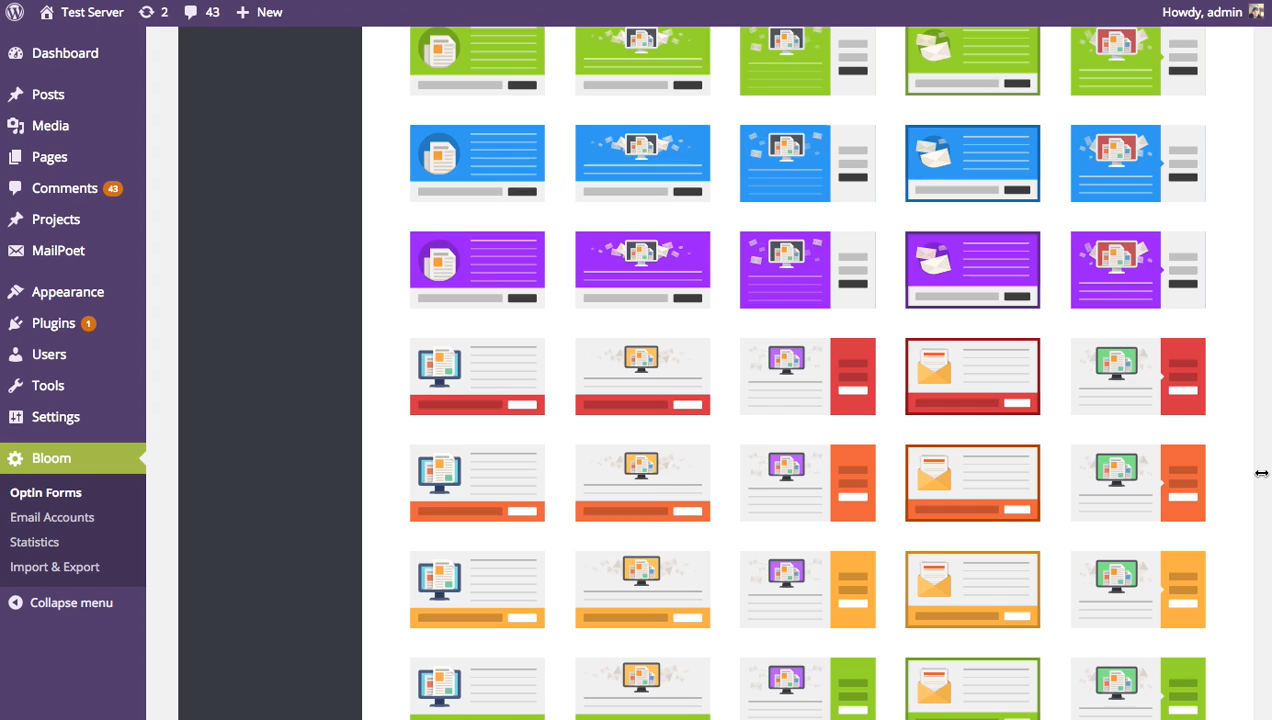 Test Server 2 43 New Howdy, admin
Dashboard
Posts
Media
Pages
Comments 43
Projects
MailPoet
Appearance
Plugins 1
Users
Tools
Settings
Bloom
Optin Forms
Email Accounts
Statistics
Import & Export
Collapse menu